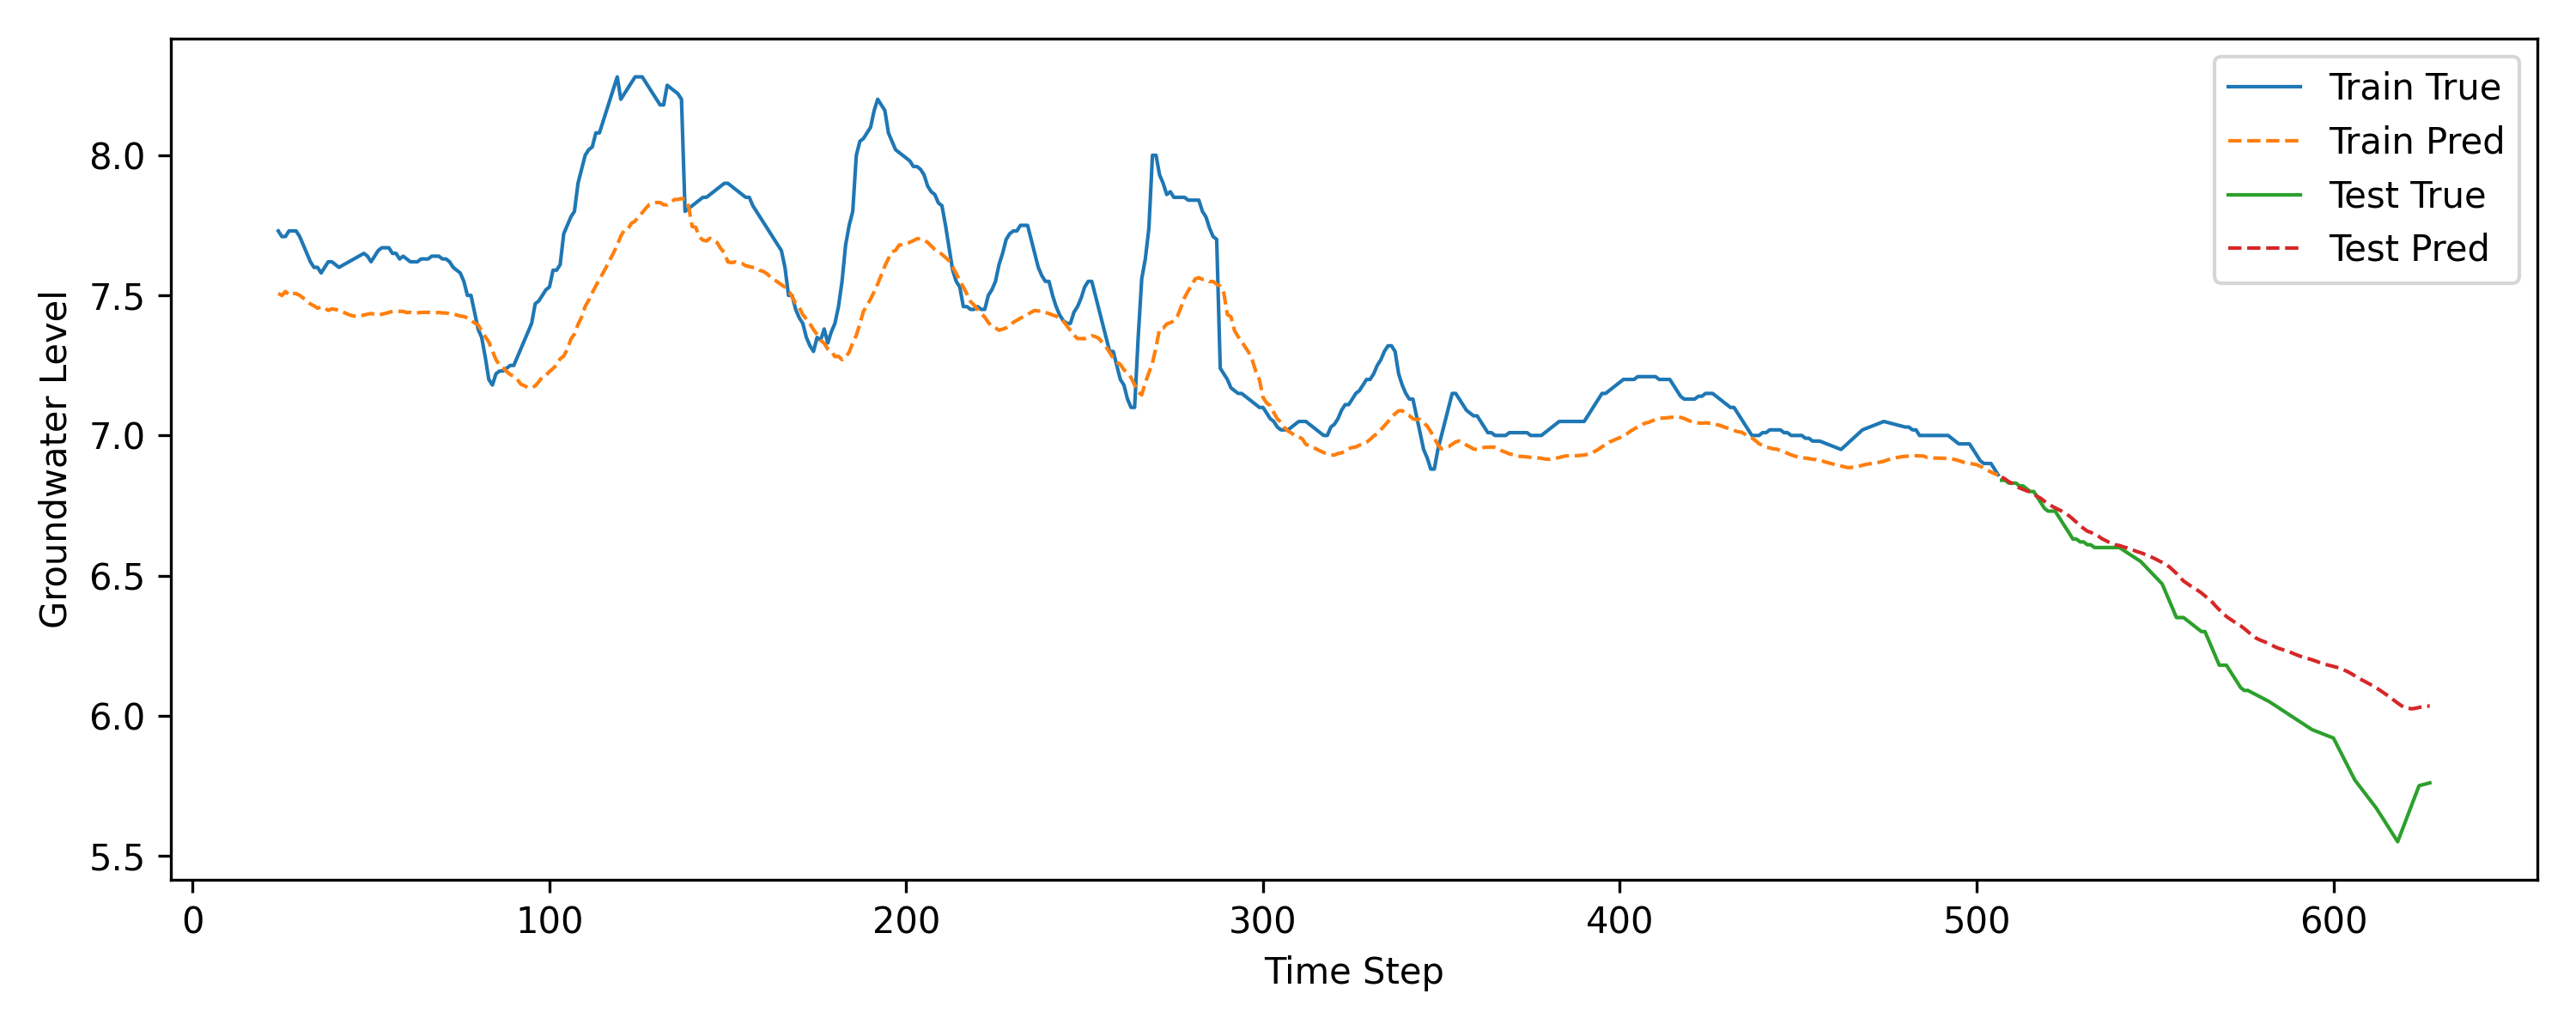 Train True
Train Pred
Test True
Test Pred
8.0
7.5
7.0
6.5
6.0
5.5
Groundwater Level
0 100 200 300 400 500 600
Time Step